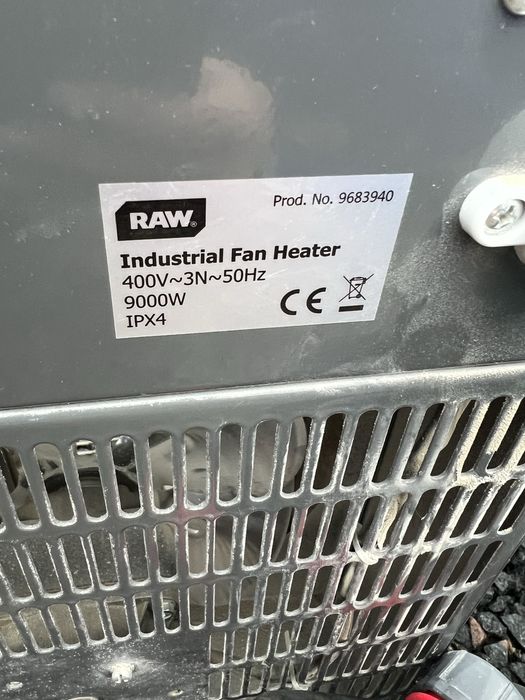 RAW®
Prod. No. 9683940
Industrial Fan Heater
400V~3N~50Hz
9000W
IPX4
CE